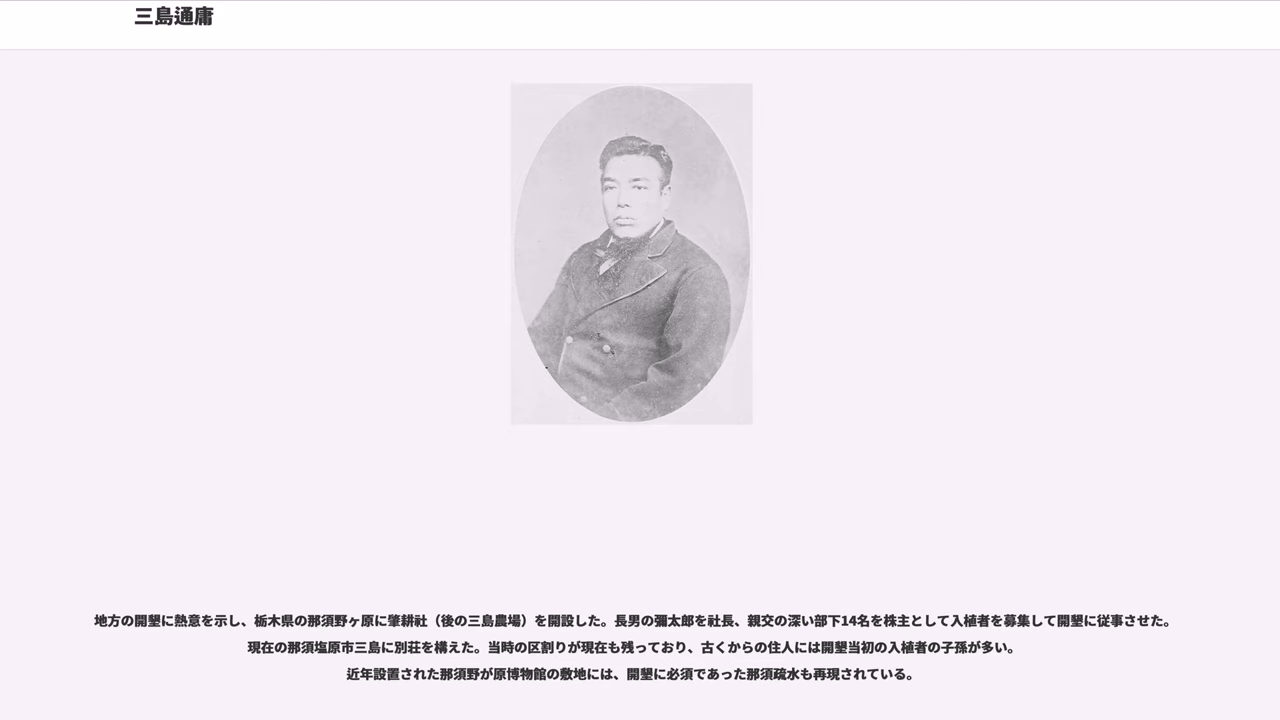 三島通庸
地方の開墾に熱意を示し、栃木県の那須野ヶ原に肇耕社（後の三島農場）を開設した。長男の彌太郎を社長、親交の深い部下14名を株主として入植者を募集して開墾に従事させた。
現在の那須塩原市三島に別荘を構えた。当時の区割りが現在も残っており、古くからの住人には開墾当初の入植者の子孫が多い。
近年設置された那須野が原博物館の敷地には、開墾に必須であった那須疏水も再現されている。